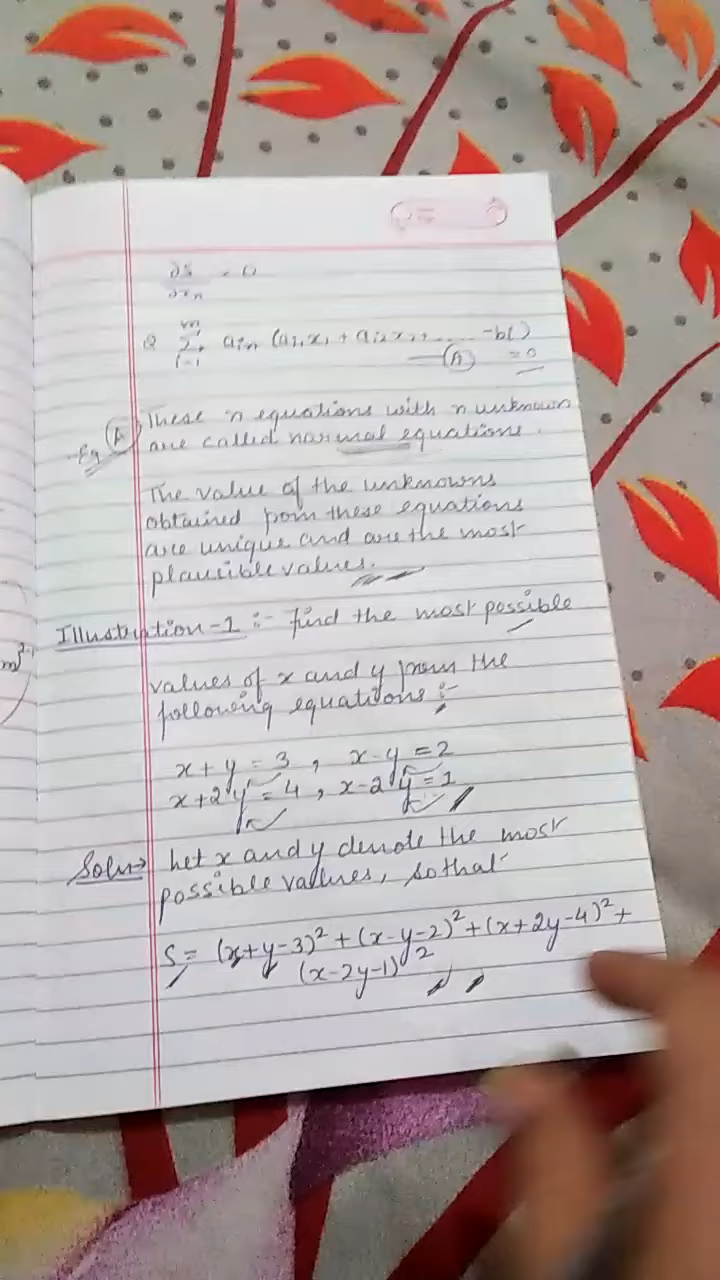 ∂S/∂xn = 0
& m Σ i=1 ain (ai1x1 + ai2x2+ ....... -bi) = 0
—(A)
These n equations with n unknown
Eq (A) are called normal equations.
The value of the unknowns
obtained from these equations
are unique and are the most
plausible values.
Illustration-1 :- find the most possible
values of x and y from the
following equations :-
x+y = 3 , x-y = 2
x+2y = 4 , x-2y = 1
Soln→ Let x and y denote the most
possible values, so that
S = (x+y-3)² + (x-y-2)² + (x+2y-4)² +
(x-2y-1)²